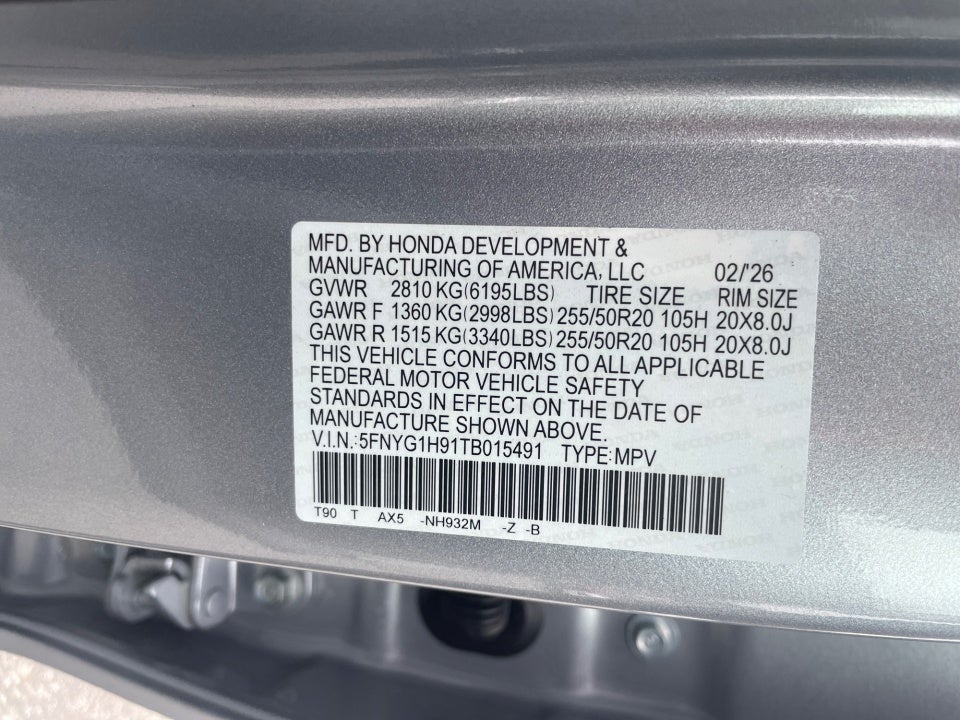 MFD. BY HONDA DEVELOPMENT &
MANUFACTURING OF AMERICA, LLC 02/'26
GVWR 2810 KG(6195LBS) TIRE SIZE RIM SIZE
GAWR F 1360 KG(2998LBS) 255/50R20 105H 20X8.0J
GAWR R 1515 KG(3340LBS) 255/50R20 105H 20X8.0J
THIS VEHICLE CONFORMS TO ALL APPLICABLE
FEDERAL MOTOR VEHICLE SAFETY
STANDARDS IN EFFECT ON THE DATE OF
MANUFACTURE SHOWN ABOVE.
V.I.N.:5FNYG1H91TB015491 TYPE:MPV
T90 T AX5 -NH932M -Z -B